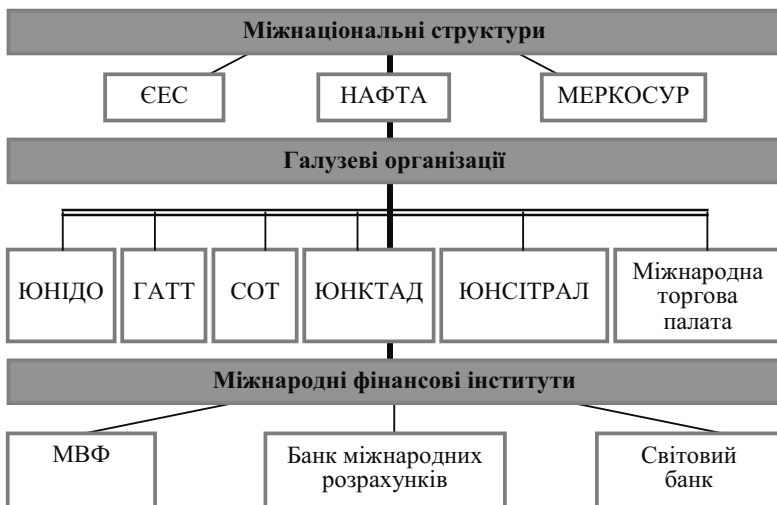 Міжнаціональні структури
ЄЕС
НАФТА
МЕРКОСУР
Галузеві організації
ЮНІДО
ГАТТ
СОТ
ЮНКТАД
ЮНСІТРАЛ
Міжнародна
торгова
палата
Міжнародні фінансові інститути
МВФ
Банк міжнародних
розрахунків
Світовий
банк